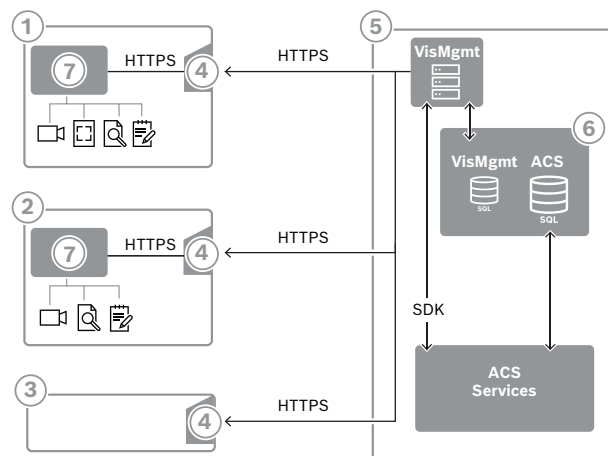 1
5
VisMgmt
HTTPS
7
HTTPS
4
6
VisMgmt
ACS
SQL
SQL
2
HTTPS
7
HTTPS
4
SDK
ACS
Services
3
HTTPS
4